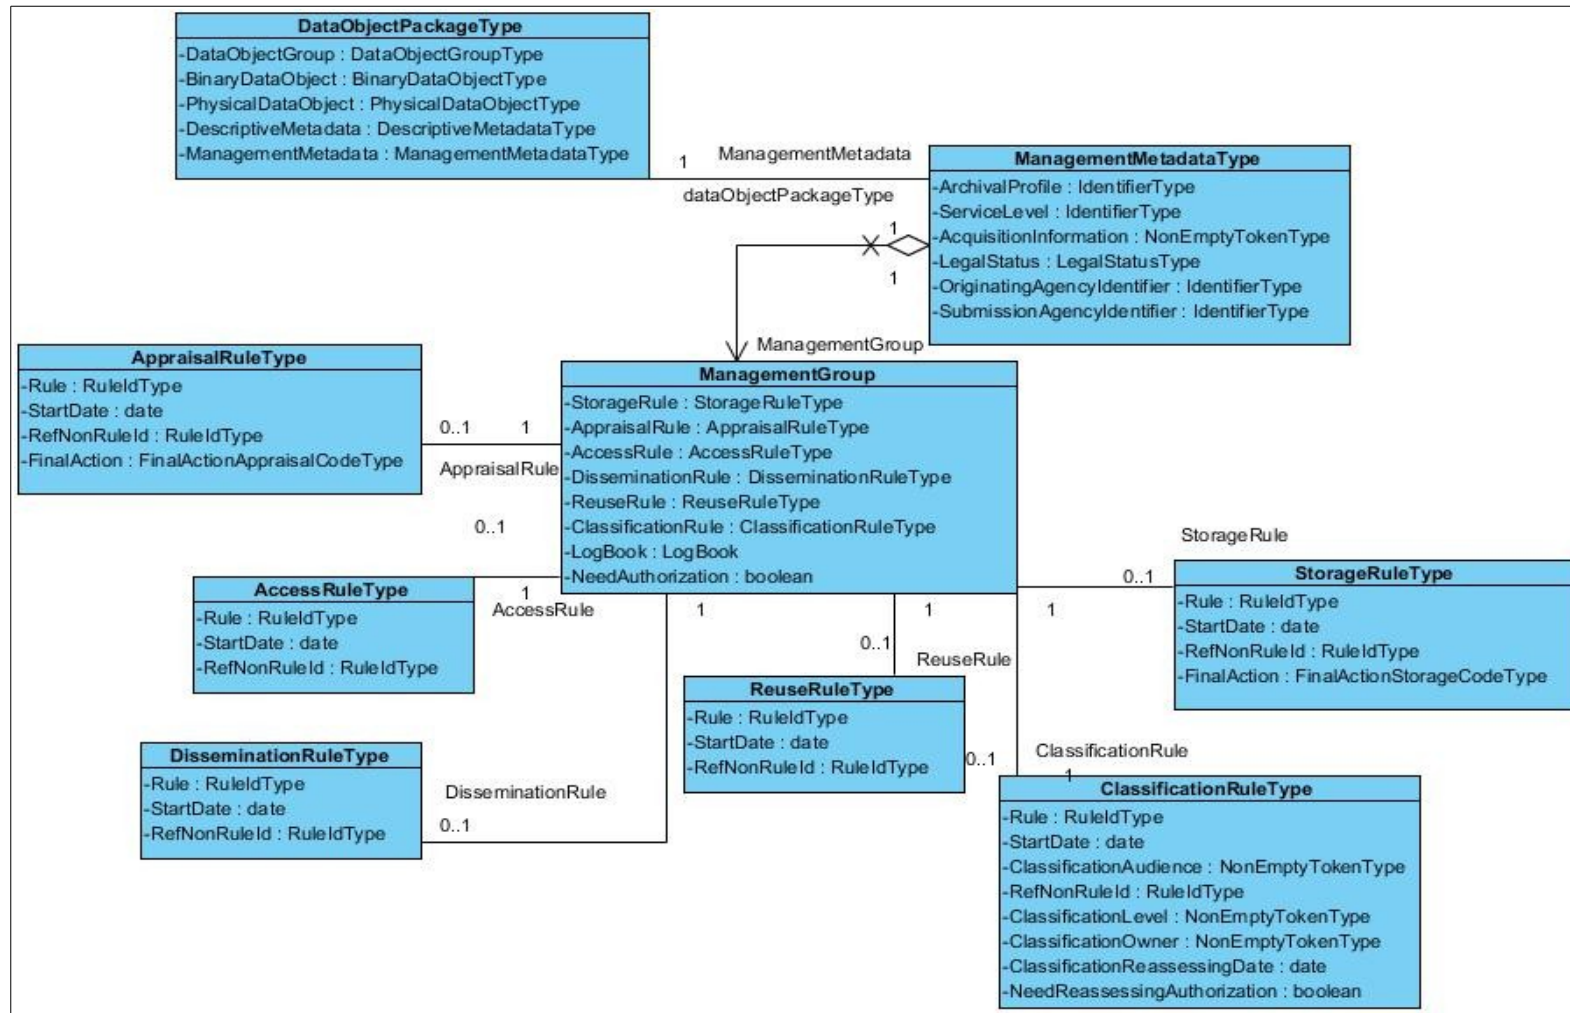 DataObjectPackageType
-DataObjectGroup : DataObjectGroupType
-BinaryDataObject : BinaryDataObjectType
-PhysicalDataObject : PhysicalDataObjectType
-DescriptiveMetadata : DescriptiveMetadataType
-ManagementMetadata : ManagementMetadataType
1
ManagementMetadata
dataObjectPackageType
1
ManagementMetadataType
-ArchivalProfile : IdentifierType
-ServiceLevel : IdentifierType
-AcquisitionInformation : NonEmptyTokenType
-LegalStatus : LegalStatusType
-OriginatingAgencyIdentifier : IdentifierType
-SubmissionAgencyIdentifier : IdentifierType
1
ManagementGroup
AppraisalRuleType
-Rule : RuleIdType
-StartDate : date
-RefNonRuleId : RuleIdType
-FinalAction : FinalActionAppraisalCodeType
0..1
1
AppraisalRule
ManagementGroup
-StorageRule : StorageRuleType
-AppraisalRule : AppraisalRuleType
-AccessRule : AccessRuleType
-DisseminationRule : DisseminationRuleType
-ReuseRule : ReuseRuleType
-ClassificationRule : ClassificationRuleType
-LogBook : LogBook
-NeedAuthorization : boolean
0..1
1
AccessRule
AccessRuleType
-Rule : RuleIdType
-StartDate : date
-RefNonRuleId : RuleIdType
StorageRule
0..1
1
StorageRuleType
-Rule : RuleIdType
-StartDate : date
-RefNonRuleId : RuleIdType
-FinalAction : FinalActionStorageCodeType
1
1
0..1
ReuseRule
ReuseRuleType
-Rule : RuleIdType
-StartDate : date
-RefNonRuleId : RuleIdType
0..1
DisseminationRuleType
-Rule : RuleIdType
-StartDate : date
-RefNonRuleId : RuleIdType
DisseminationRule
0..1
ClassificationRule
1
ClassificationRuleType
-Rule : RuleIdType
-StartDate : date
-ClassificationAudience : NonEmptyTokenType
-RefNonRuleId : RuleIdType
-ClassificationLevel : NonEmptyTokenType
-ClassificationOwner : NonEmptyTokenType
-ClassificationReassessingDate : date
-NeedReassessingAuthorization : boolean